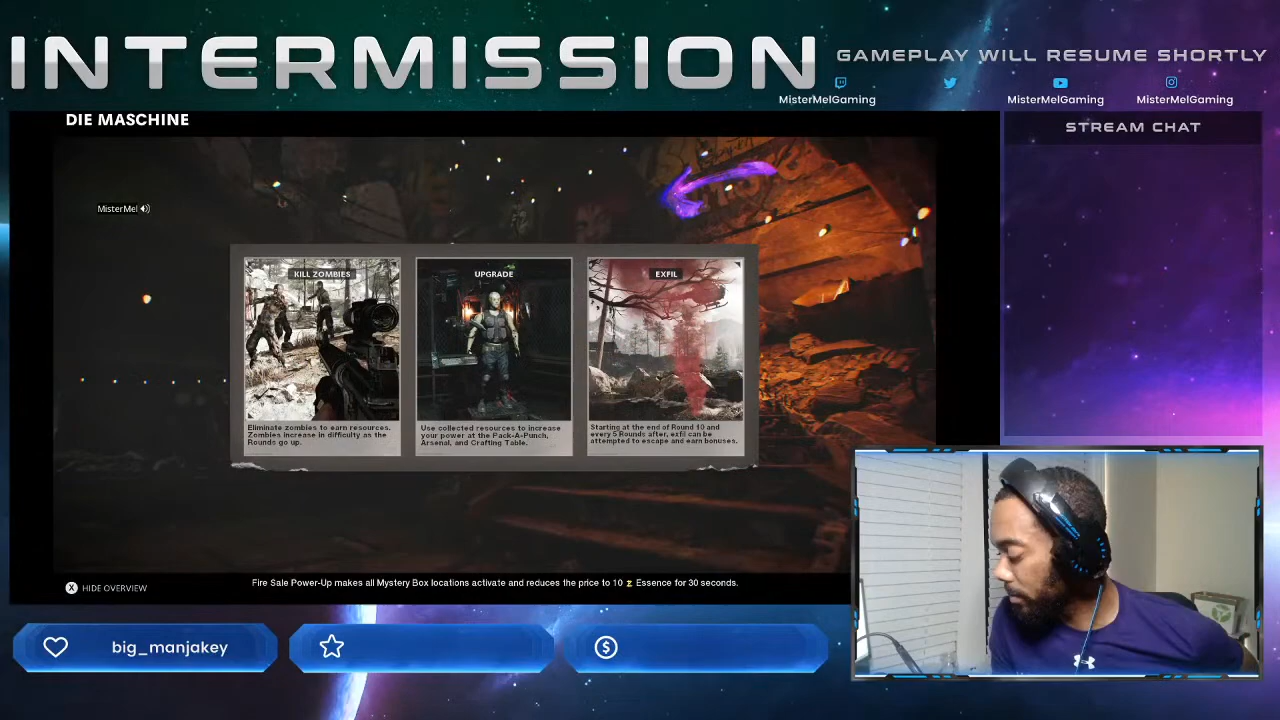 INTERMISSION
GAMEPLAY WILL RESUME SHORTLY
MisterMelGaming
MisterMelGaming
MisterMelGaming
DIE MASCHINE
STREAM CHAT
MisterMel
KILL ZOMBIES
Eliminate zombies to earn resources.
Zombies increase in difficulty as the
Rounds go up.
UPGRADE
Use collected resources to increase
your power at the Pack-A-Punch,
Arsenal, and Crafting Table.
EXFIL
Starting at the end of Round 10 and
every 5 Rounds after, exfil can be
attempted to escape and earn bonuses.
X HIDE OVERVIEW
Fire Sale Power-Up makes all Mystery Box locations activate and reduces the price to 10 Essence for 30 seconds.
big_manjakey